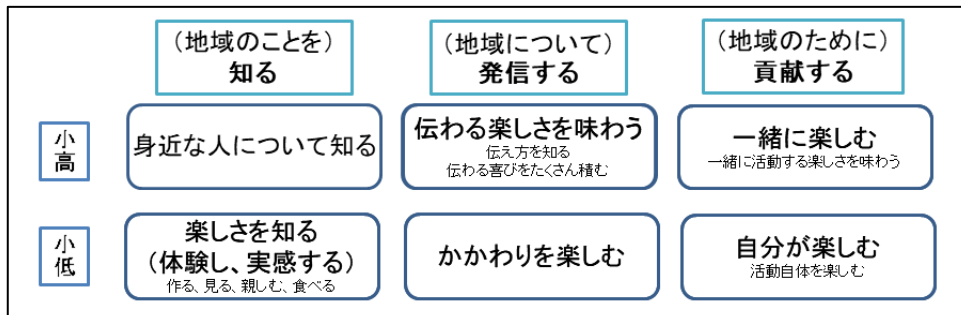 （地域のことを）
知る
（地域について）
発信する
（地域のために）
貢献する
小高
身近な人について知る
伝わる楽しさを味わう
伝え方を知る
伝わる喜びをたくさん積む
一緒に楽しむ
一緒に活動する楽しさを味わう
小低
楽しさを知る
（体験し、実感する）
作る、見る、親しむ、食べる
かかわりを楽しむ
自分が楽しむ
活動自体を楽しむ